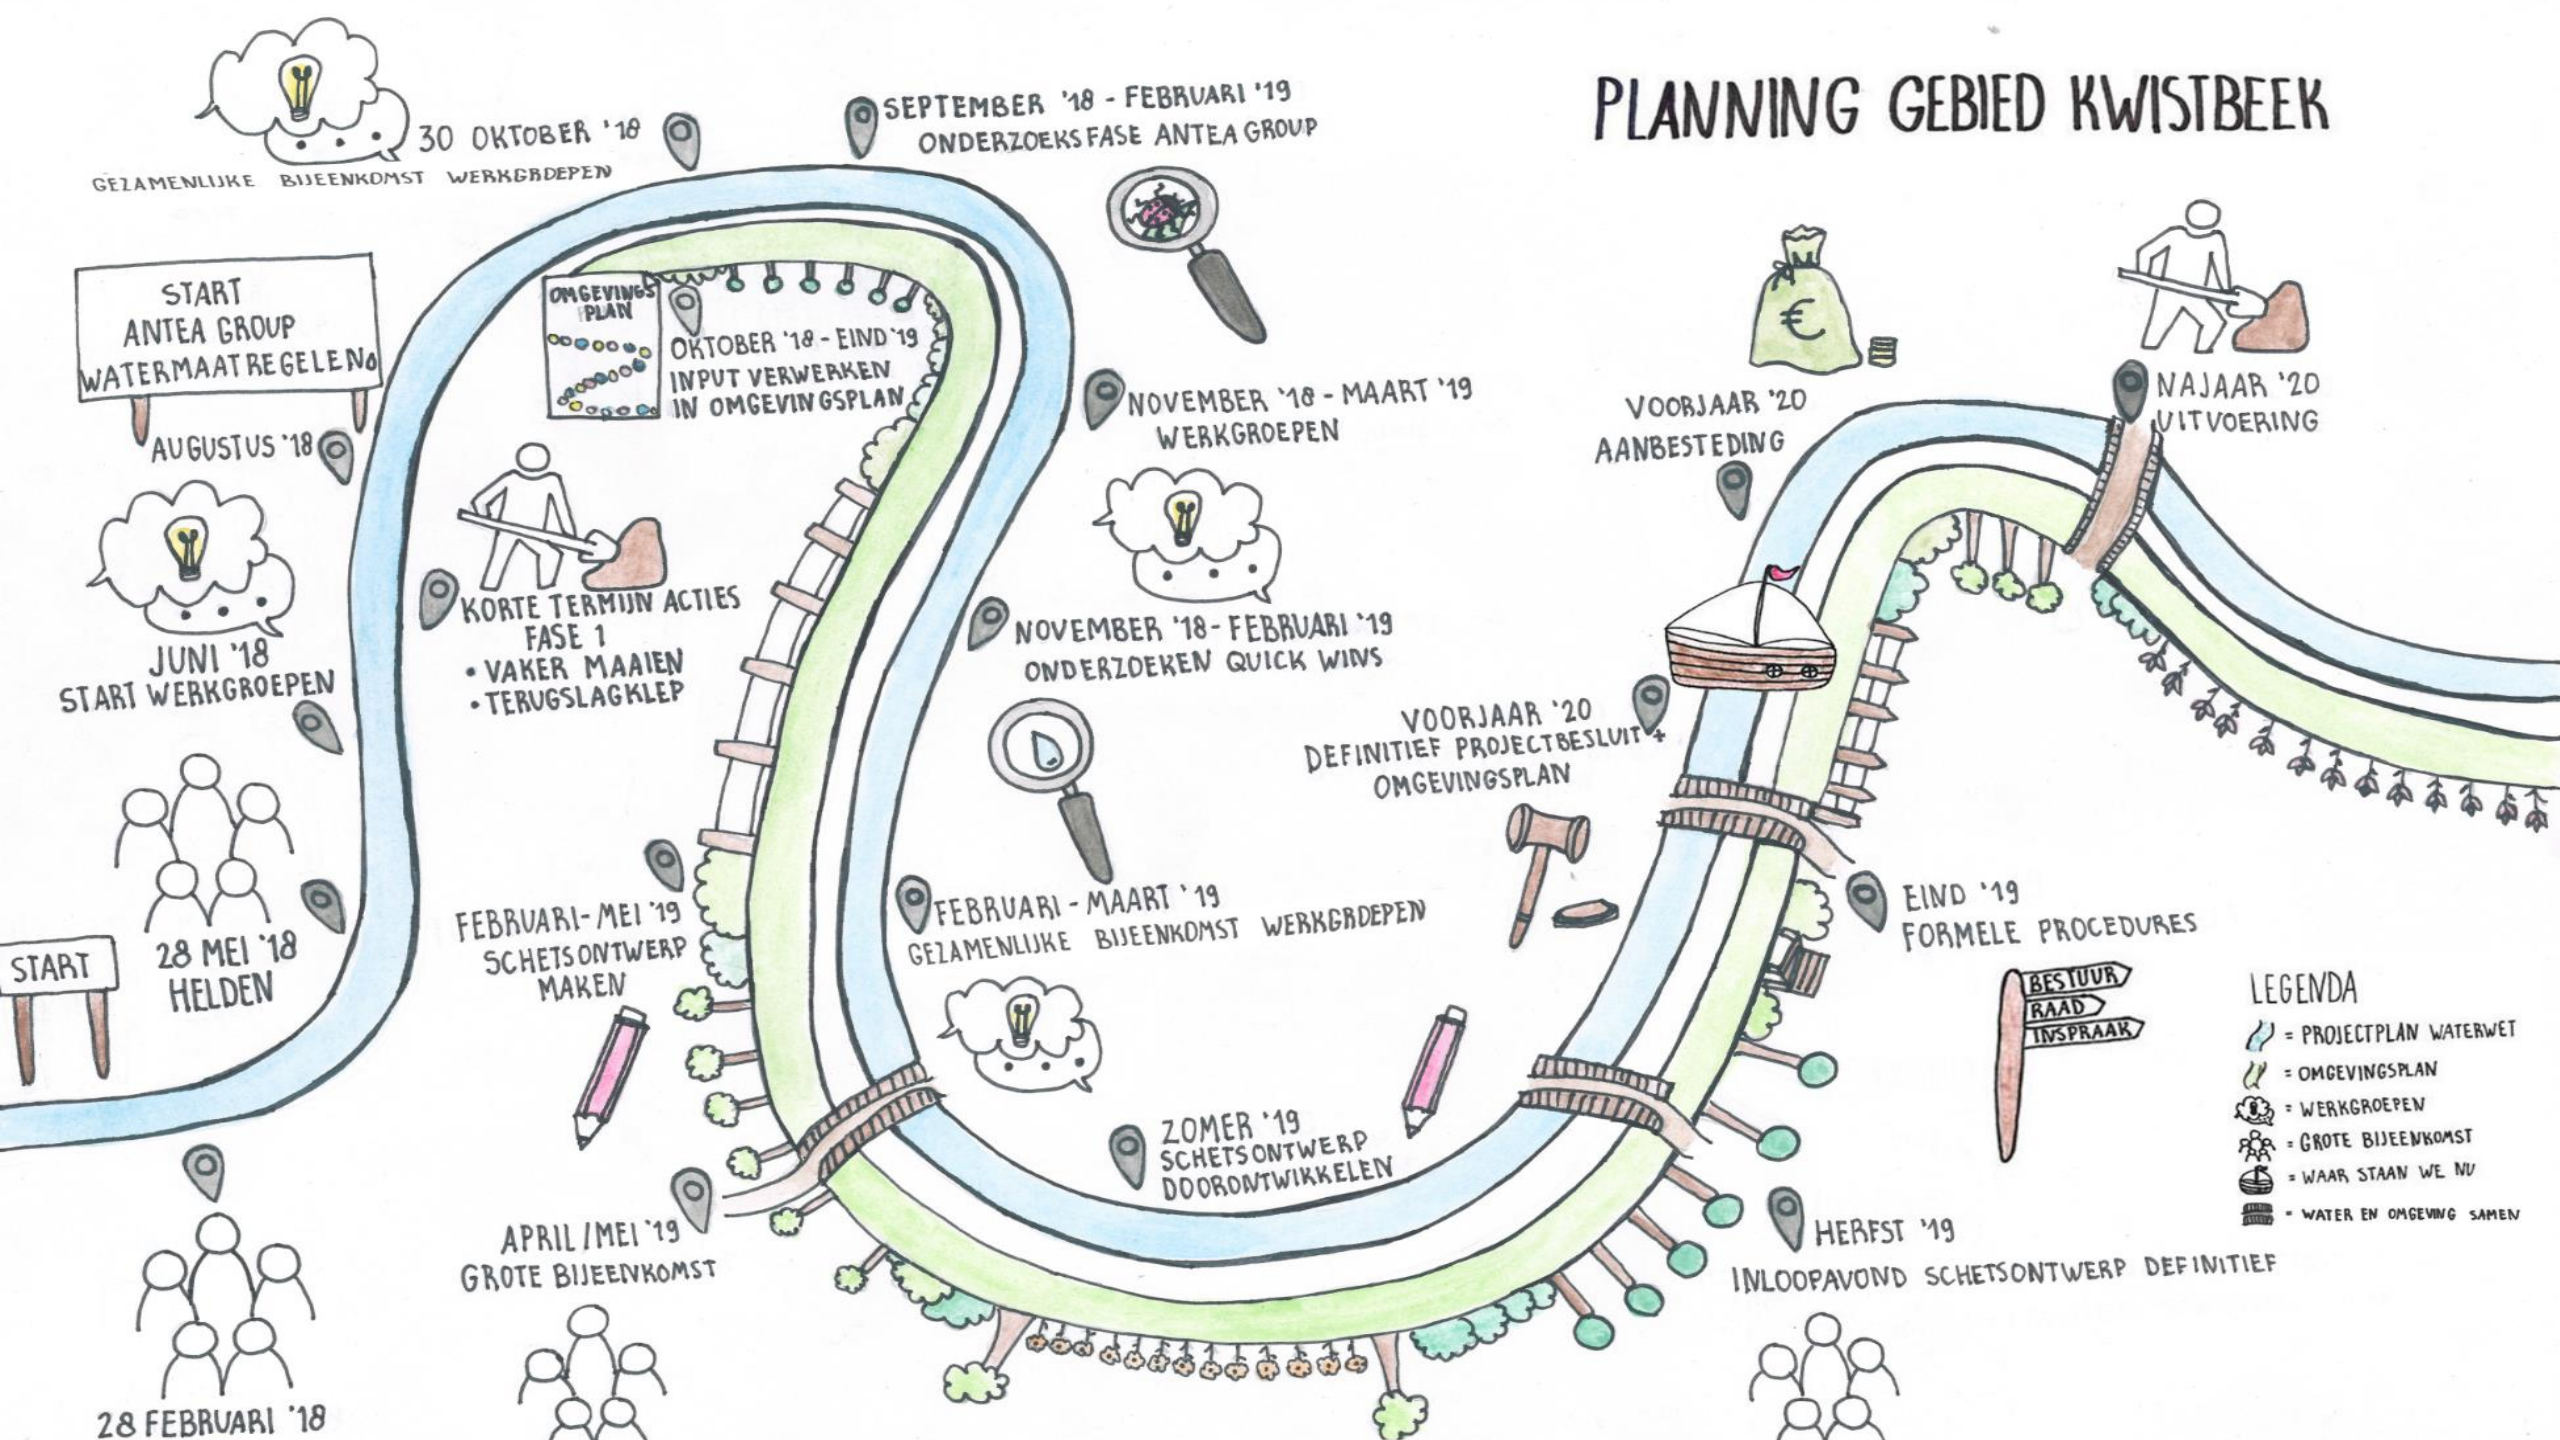 PLANNING GEBIED KWISTBEEK
START
28 FEBRUARI '18
28 MEI '18
HELDEN
JUNI '18
START WERKGROEPEN
AUGUSTUS '18
START
ANTEA GROUP
WATERMAATREGELEN
30 OKTOBER '18
GEZAMENLIJKE BIJEENKOMST WERKGROEPEN
KORTE TERMIJN ACTIES
FASE 1
• VAKER MAAIEN
• TERUGSLAGKLEP
OMGEVINGS
PLAN
OKTOBER '18 - EIND '19
INPUT VERWERKEN
IN OMGEVINGSPLAN
SEPTEMBER '18 - FEBRUARI '19
ONDERZOEKSFASE ANTEA GROUP
NOVEMBER '18 - MAART '19
WERKGROEPEN
NOVEMBER '18 - FEBRUARI '19
ONDERZOEKEN QUICK WINS
FEBRUARI - MAART '19
GEZAMENLIJKE BIJEENKOMST WERKGROEPEN
FEBRUARI - MEI '19
SCHETSONTWERP
MAKEN
APRIL / MEI '19
GROTE BIJEENKOMST
ZOMER '19
SCHETSONTWERP
DOORONTWIKKELEN
HERFST '19
INLOOPAVOND SCHETSONTWERP DEFINITIEF
EIND '19
FORMELE PROCEDURES
BESTUUR
RAAD
INSPRAAK
VOORJAAR '20
DEFINITIEF PROJECTBESLUIT +
OMGEVINGSPLAN
VOORJAAR '20
AANBESTEDING
€
NAJAAR '20
UITVOERING
LEGENDA
= PROJECTPLAN WATERWET
= OMGEVINGSPLAN
= WERKGROEPEN
= GROTE BIJEENKOMST
= WAAR STAAN WE NU
= WATER EN OMGEVING SAMEN